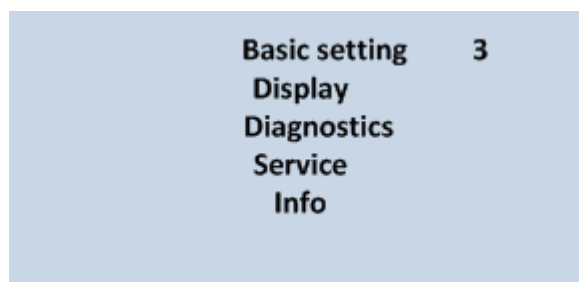 Basic setting 3
Display
Diagnostics
Service
Info